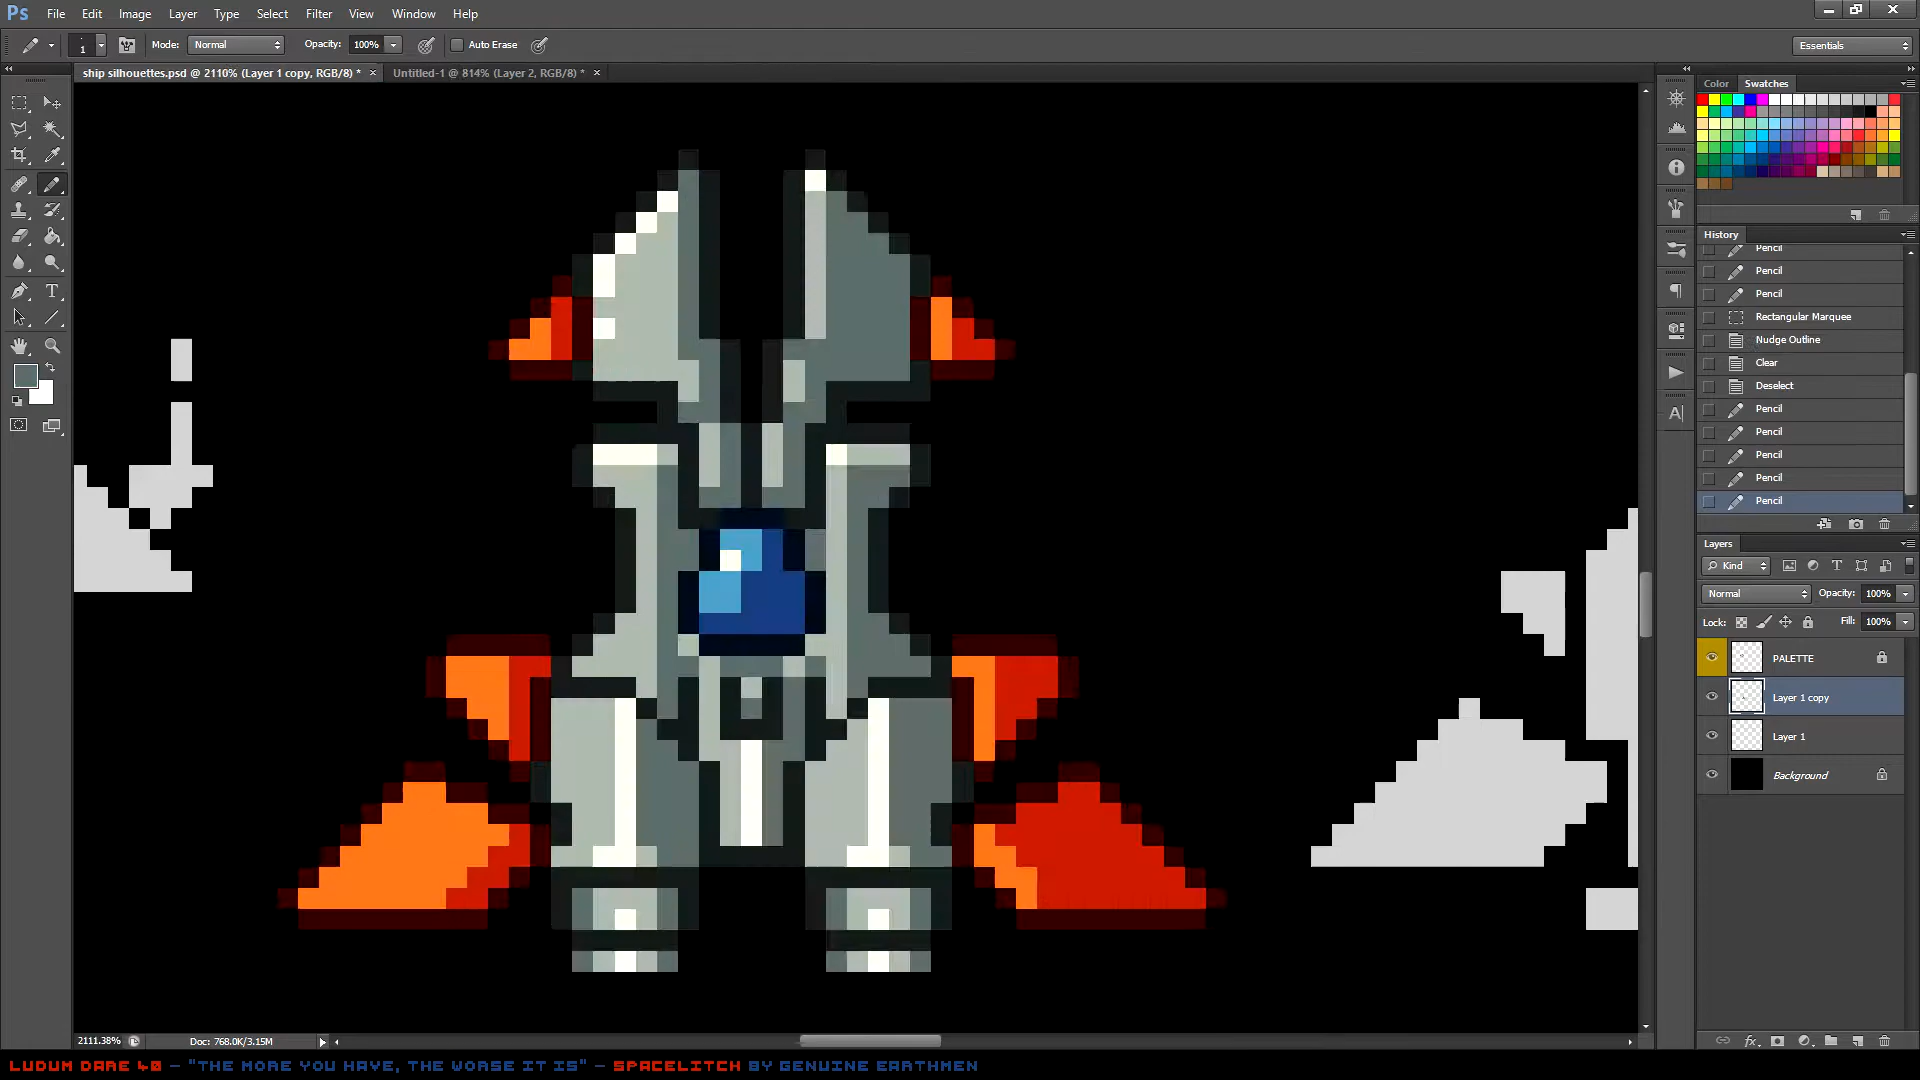 Ps File Edit Image Layer Type Select Filter 3D View Window Help
1 Mode: Normal Opacity: 100% Auto Erase Essentials
ship silhouettes.psd @ 2110% (Layer 1 copy, RGB/8) * × Untitled-1 @ 814% (Layer 2, RGB/8) * ×
Color Swatches
History
Pencil
Pencil
Pencil
Rectangular Marquee
Nudge Outline
Clear
Deselect
Pencil
Pencil
Pencil
Pencil
Pencil
Layers
Kind
Normal Opacity: 100%
Lock: Fill: 100%
PALETTE
Layer 1 copy
Layer 1
Background
2111.38% Doc: 768.0K/3.15M
LUDUM DARE 40 – "THE MORE YOU HAVE, THE WORSE IT IS" – SPACELITCH BY GENUINE EARTHMEN